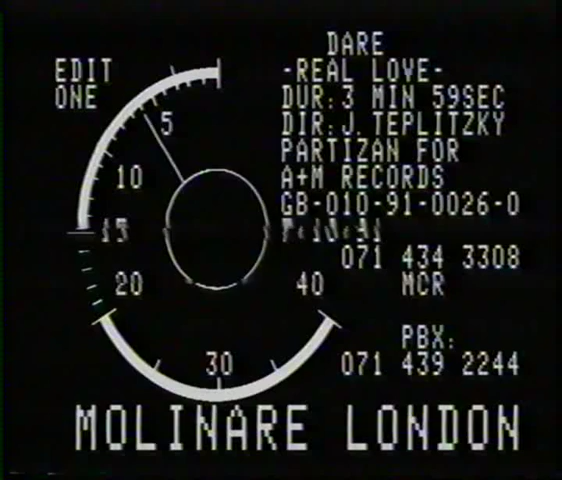 DARE
-REAL LOVE-
DUR:3 MIN 59SEC
DIR:J.TEPLITZKY
PARTIZAN FOR
A+M RECORDS
GB-010-91-0026-0
071 434 3308
MCR
PBX:
071 439 2244
EDIT
ONE
5
10
15
20
30
40
MOLINARE LONDON